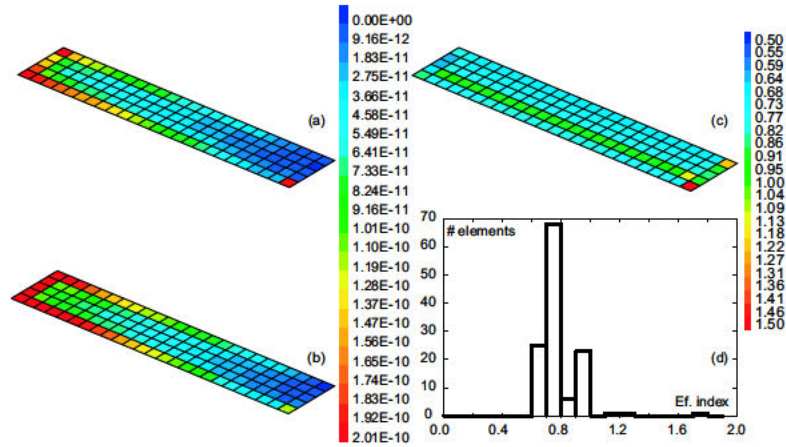 (a)
(b)
0.00E+00
9.16E-12
1.83E-11
2.75E-11
3.66E-11
4.58E-11
5.49E-11
6.41E-11
7.33E-11
8.24E-11
9.16E-11
1.01E-10
1.10E-10
1.19E-10
1.28E-10
1.37E-10
1.47E-10
1.56E-10
1.65E-10
1.74E-10
1.83E-10
1.92E-10
2.01E-10
(c)
0.50
0.55
0.59
0.64
0.68
0.73
0.77
0.82
0.86
0.91
0.95
1.00
1.04
1.09
1.13
1.18
1.22
1.27
1.31
1.36
1.41
1.46
1.50
70
# elements
60
50
40
30
20
10
0
(d)
Ef. index
0.0 0.4 0.8 1.2 1.6 2.0